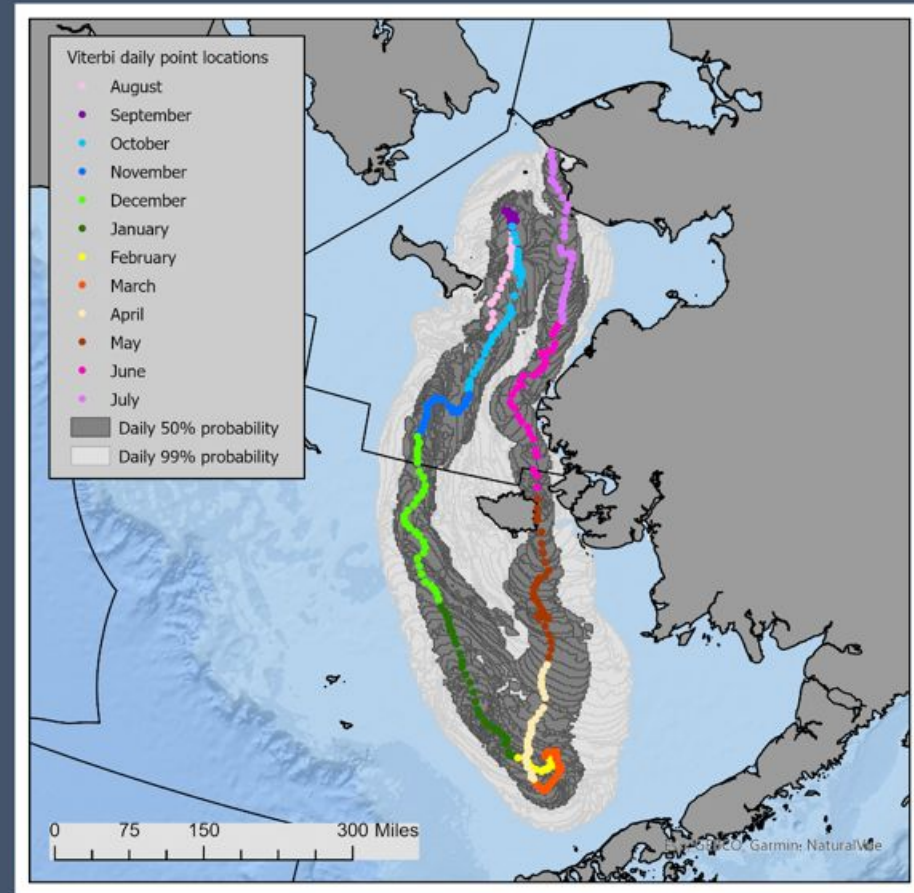 Viterbi daily point locations
August
September
October
November
December
January
February
March
April
May
June
July
Daily 50% probability
Daily 99% probability
0 75 150 300 Miles
GEBCO, Garmin, NaturalVue